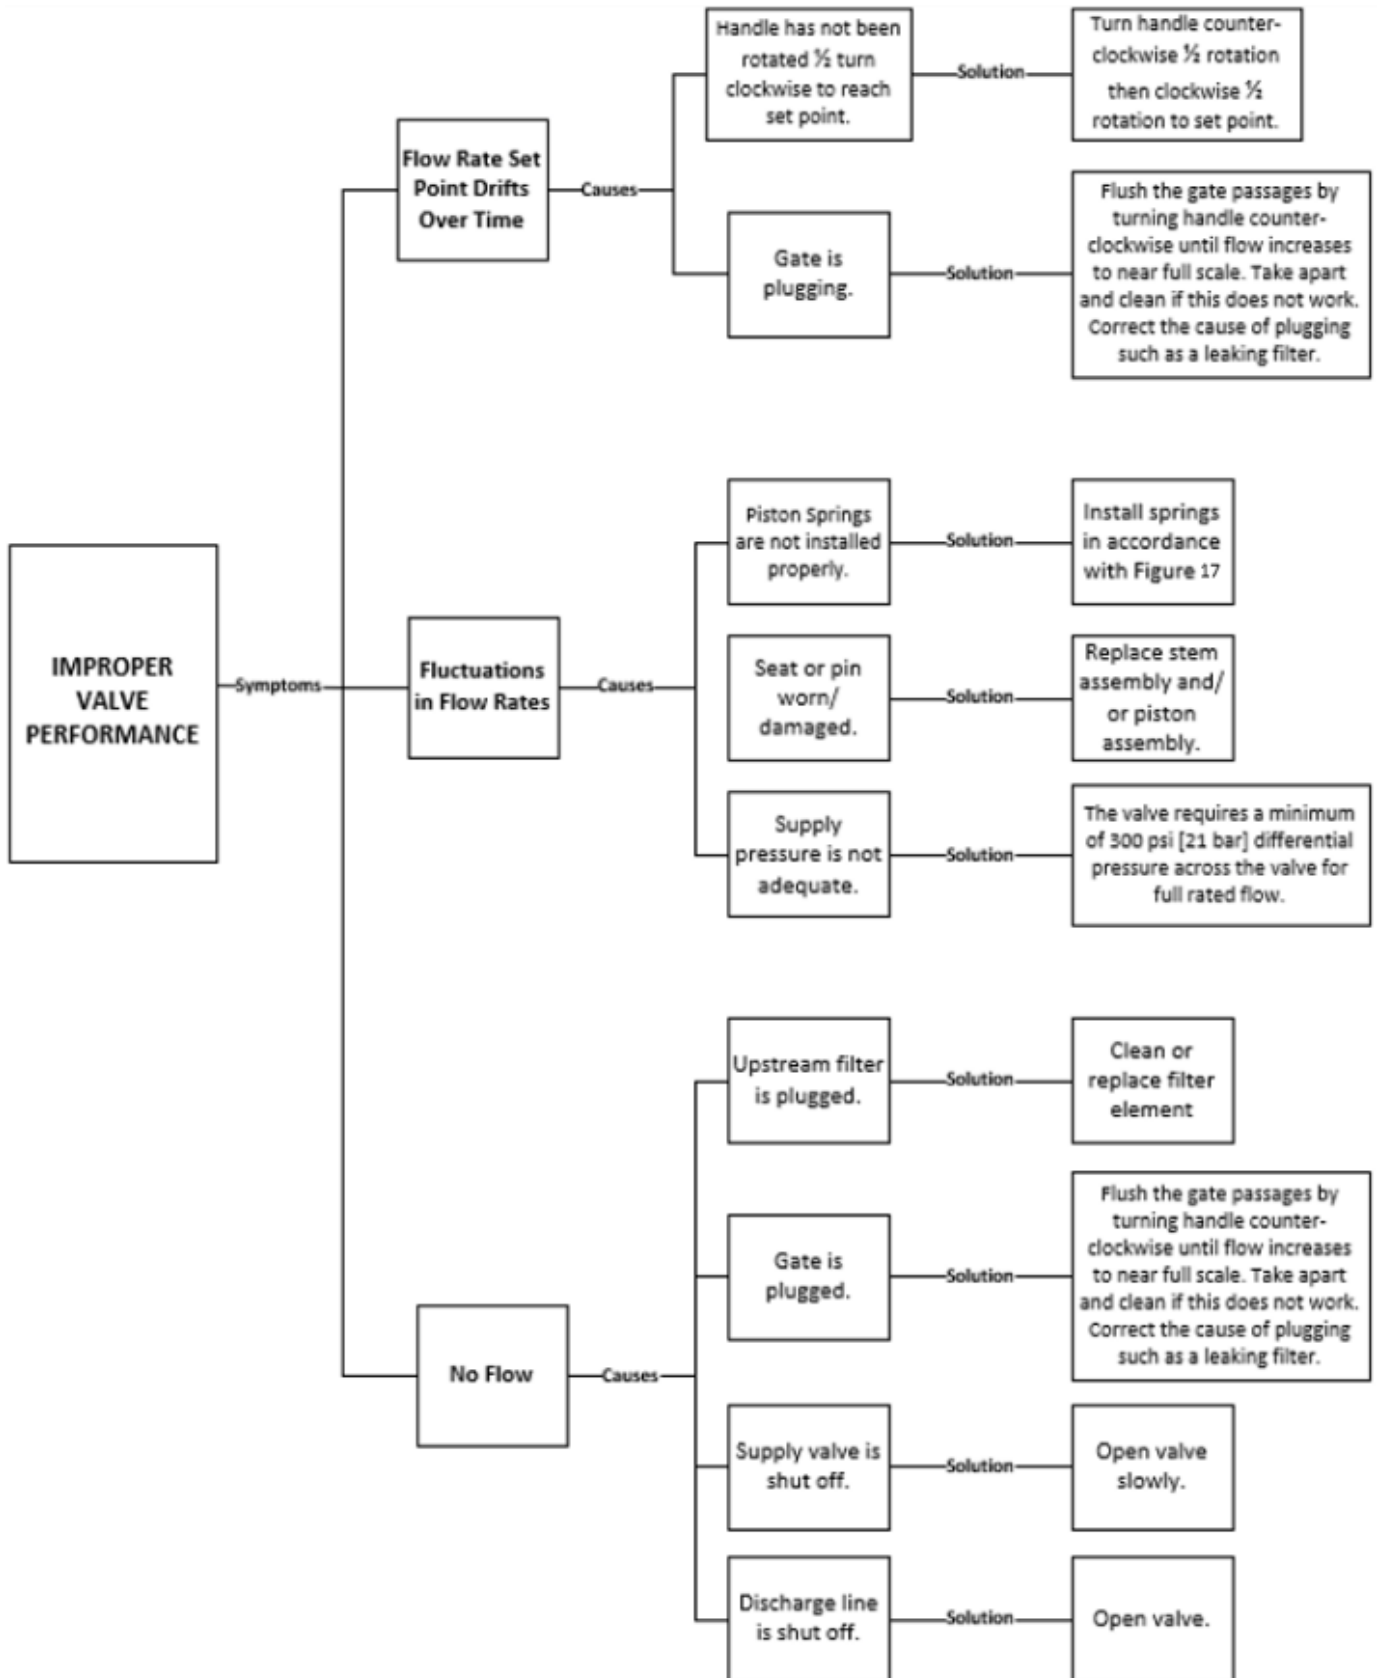 IMPROPER
VALVE
PERFORMANCE
Symptoms
Flow Rate Set
Point Drifts
Over Time
Causes
Handle has not been
rotated ½ turn
clockwise to reach
set point.
Solution
Turn handle counter-
clockwise ½ rotation
then clockwise ½
rotation to set point.
Gate is
plugging.
Solution
Flush the gate passages by
turning handle counter-
clockwise until flow increases
to near full scale. Take apart
and clean if this does not work.
Correct the cause of plugging
such as a leaking filter.
Fluctuations
in Flow Rates
Causes
Piston Springs
are not installed
properly.
Solution
Install springs
in accordance
with Figure 17
Seat or pin
worn/
damaged.
Solution
Replace stem
assembly and/
or piston
assembly.
Supply
pressure is not
adequate.
Solution
The valve requires a minimum
of 300 psi [21 bar] differential
pressure across the valve for
full rated flow.
No Flow
Causes
Upstream filter
is plugged.
Solution
Clean or
replace filter
element
Gate is
plugged.
Solution
Flush the gate passages by
turning handle counter-
clockwise until flow increases
to near full scale. Take apart
and clean if this does not work.
Correct the cause of plugging
such as a leaking filter.
Supply valve is
shut off.
Solution
Open valve
slowly.
Discharge line
is shut off.
Solution
Open valve.